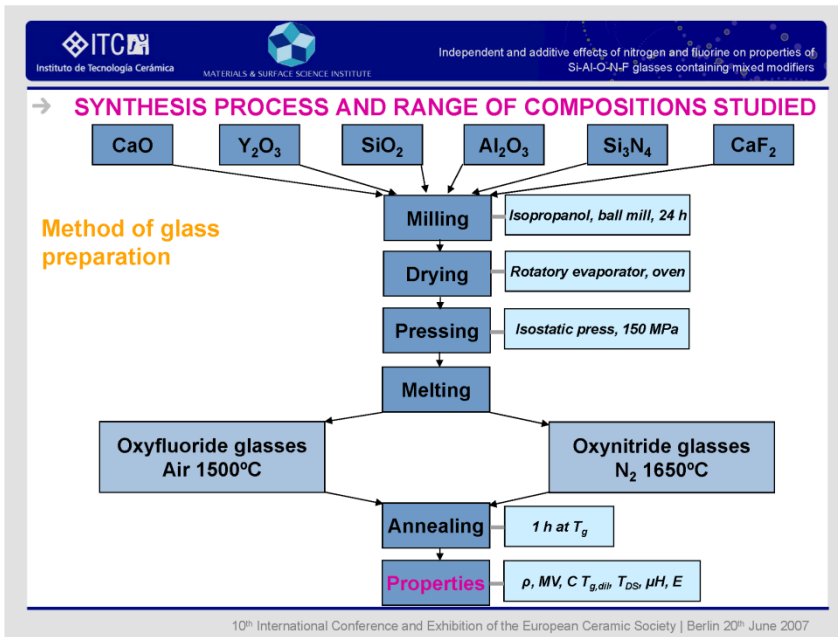 ITC
Instituto de Tecnología Cerámica
MATERIALS & SURFACE SCIENCE INSTITUTE
Independent and additive effects of nitrogen and fluorine on properties of
Si-Al-O-N-F glasses containing mixed modifiers
→ SYNTHESIS PROCESS AND RANGE OF COMPOSITIONS STUDIED
CaO
Y₂O₃
SiO₂
Al₂O₃
Si₃N₄
CaF₂
Method of glass
preparation
Milling
Isopropanol, ball mill, 24 h
Drying
Rotatory evaporator, oven
Pressing
Isostatic press, 150 MPa
Melting
Oxyfluoride glasses
Air 1500ºC
Oxynitride glasses
N₂ 1650ºC
Annealing
1 h at Tg
Properties
ρ, MV, C Tg,dil, TDS, µH, E
10th International Conference and Exhibition of the European Ceramic Society | Berlin 20th June 2007